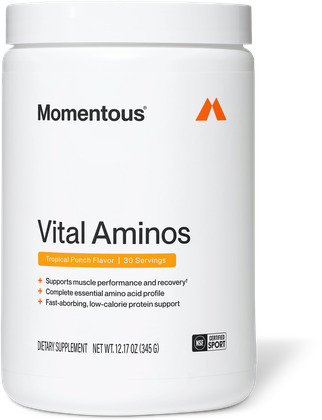 Momentous®
Vital Aminos
Tropical Punch Flavor | 30 Servings
+ Supports muscle performance and recovery†
+ Complete essential amino acid profile
+ Fast-aborbing, low-calorie protein support
DIETARY SUPPLEMENT NET WT. 12.17 OZ (345 G)
NSF CERTIFIED SPORT